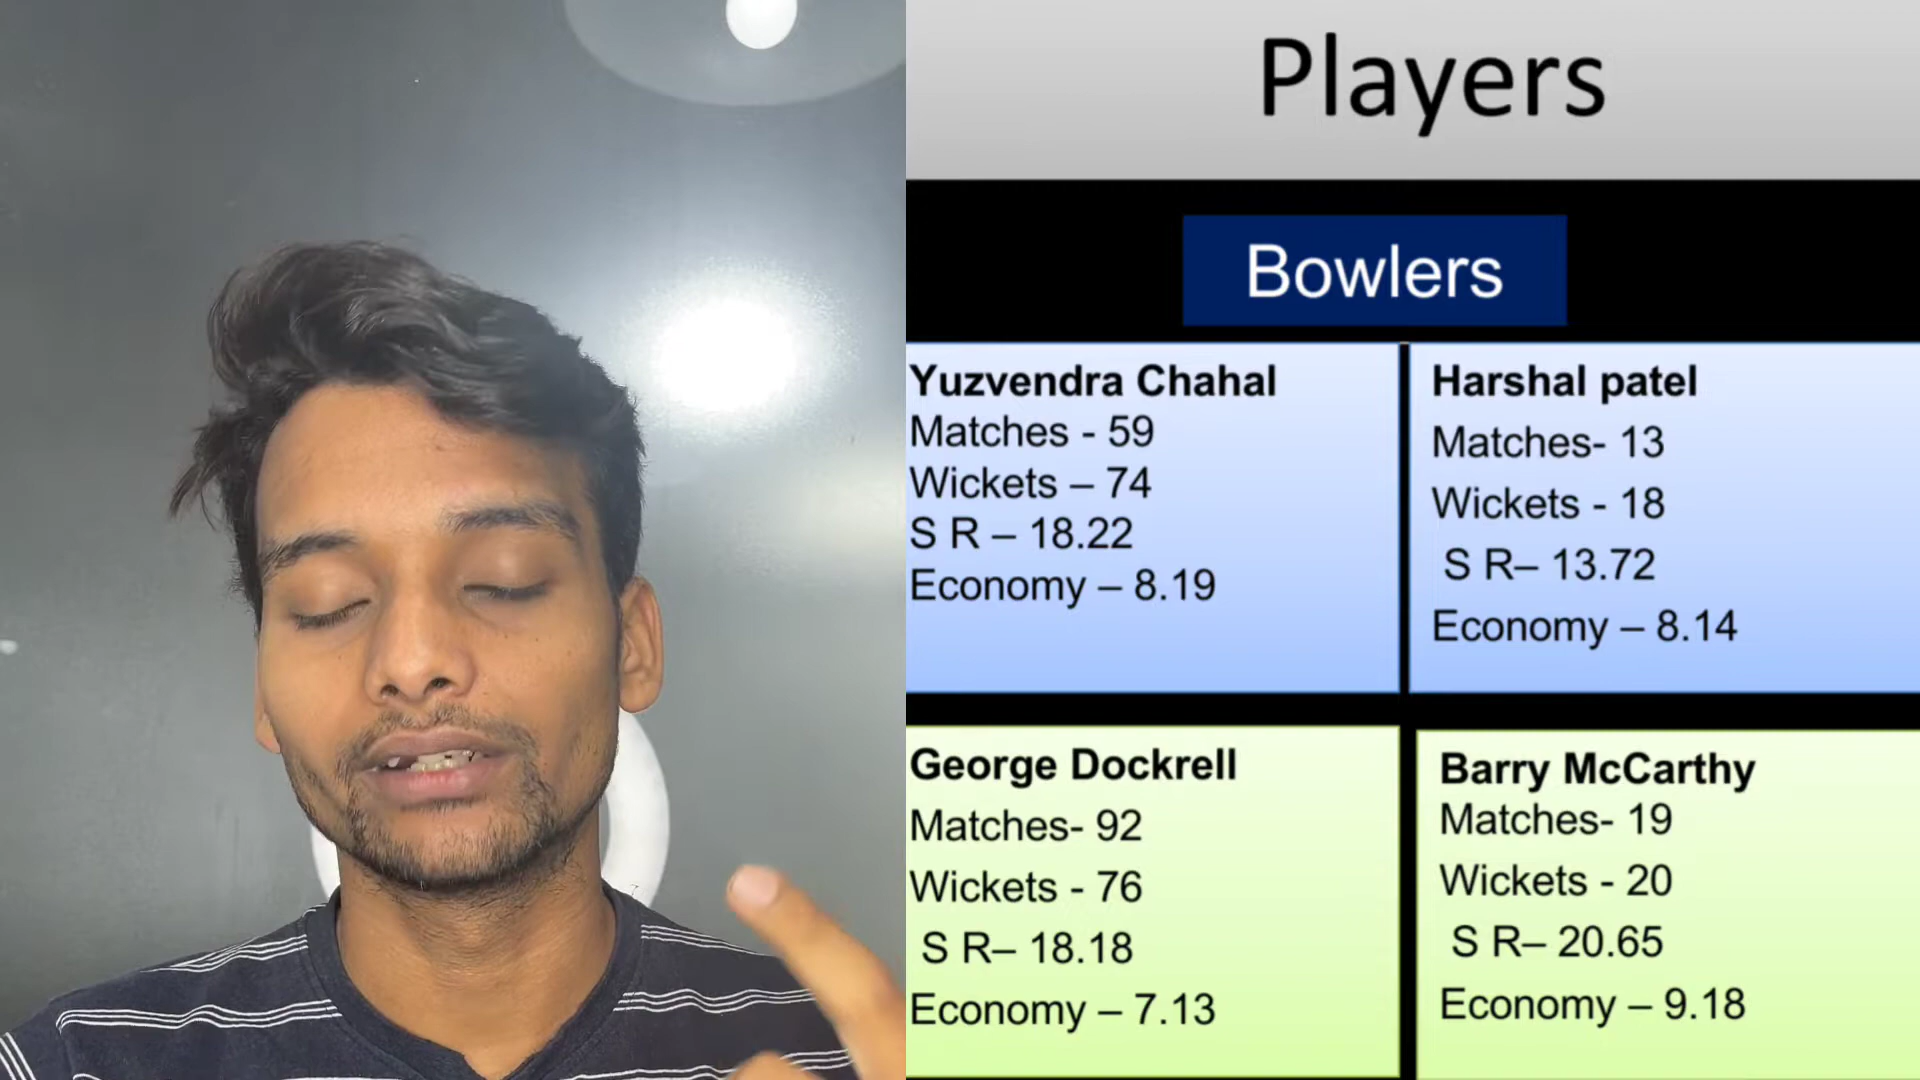 Players
Bowlers
Yuzvendra Chahal
Matches - 59
Wickets – 74
S R – 18.22
Economy – 8.19
Harshal patel
Matches- 13
Wickets - 18
S R– 13.72
Economy – 8.14
George Dockrell
Matches- 92
Wickets - 76
S R– 18.18
Economy – 7.13
Barry McCarthy
Matches- 19
Wickets - 20
S R– 20.65
Economy – 9.18